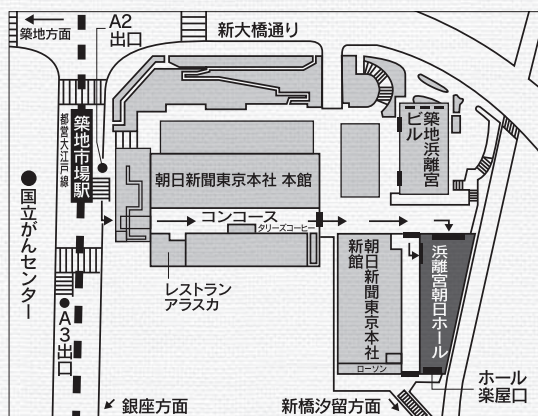 築地方面
A2
出口
新大橋通り
都営大江戸線
築地市場駅
築地浜離宮
ビル
朝日新聞東京本社 本館
コンコース
タリーズコーヒー
国立がんセンター
レストラン
アラスカ
朝日新聞東京本社
新館
浜離宮朝日ホール
A3出口
ローソン
ホール
楽屋口
銀座方面
新橋汐留方面